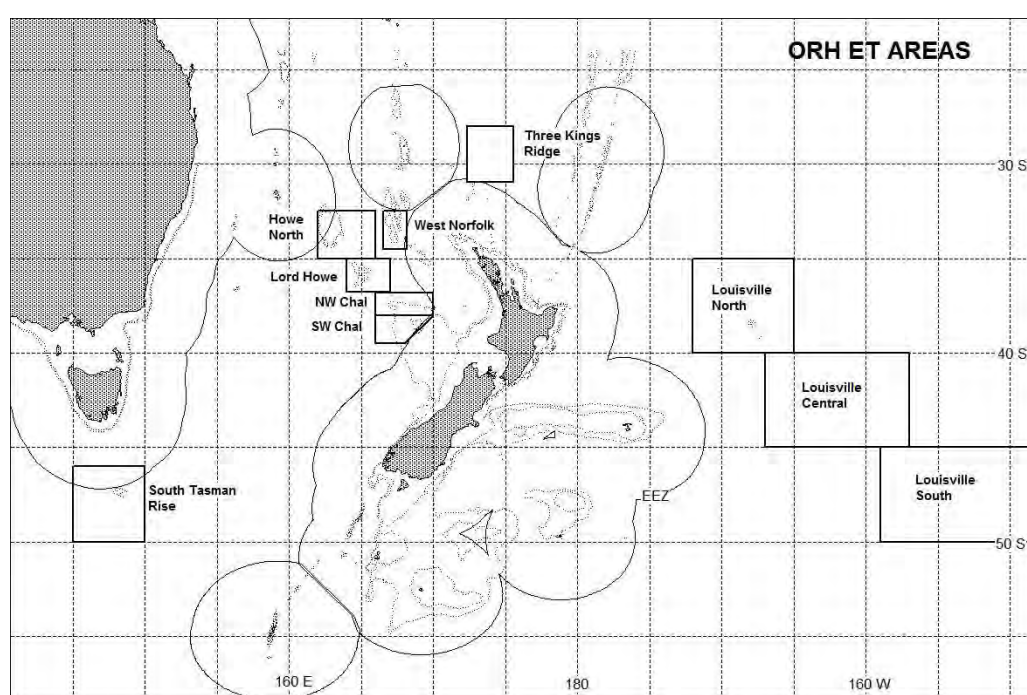 ORH ET AREAS
Three Kings
Ridge
30 S
Howe
North
West Norfolk
Lord Howe
Louisville
North
NW Chal
SW Chal
40 S
Louisville
Central
South Tasman
Rise
EEZ
Louisville
South
50 S
160 E
180
160 W